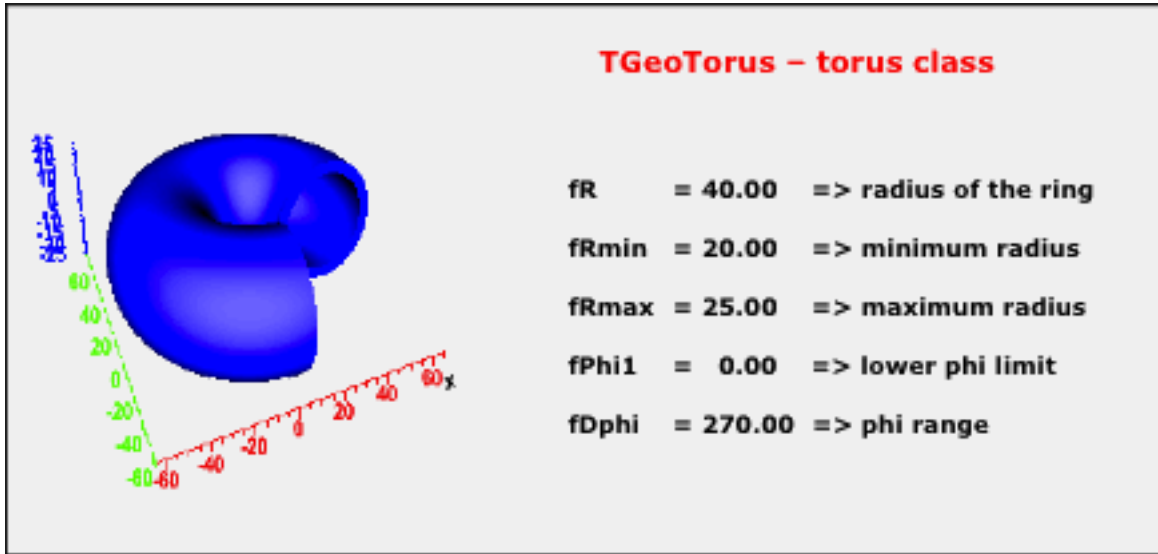 TGeoTorus – torus class
fR = 40.00 => radius of the ring
fRmin = 20.00 => minimum radius
fRmax = 25.00 => maximum radius
fPhi1 = 0.00 => lower phi limit
fDphi = 270.00 => phi range
60
40
20
0
-20
-40
-60
-60
-40
-20
0
20
40
60
x